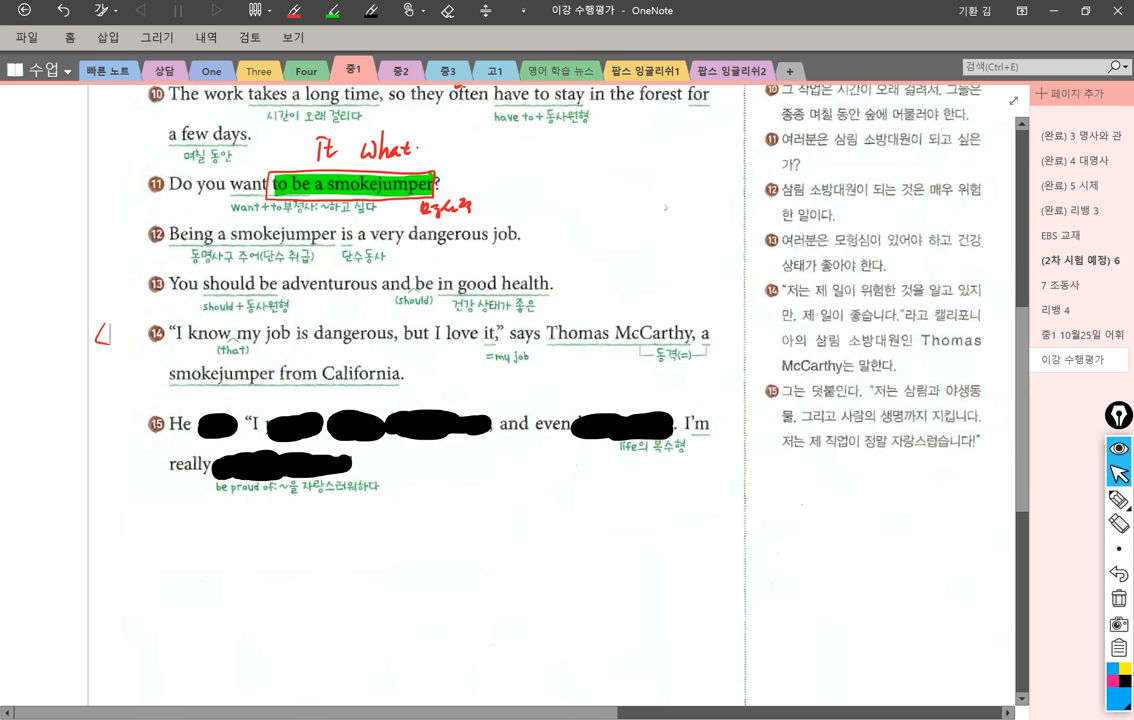 이강 수행평가 - OneNote
기환 김
파일 홈 삽입 그리기 내역 검토 보기
수업 빠른 노트 상담 One Three Four 중1 중2 중3 고1 영어 학습 뉴스 팝스 잉글리쉬1 팝스 잉글리쉬2 +
검색(Ctrl+E)
⑩ The work takes a long time, so they often have to stay in the forest for
시간이 오래 걸리다 have to + 동사원형
a few days.
며칠 동안
It What
⑪ Do you want to be a smokejumper?
want+to부정사: ~하고 싶다
⑫ Being a smokejumper is a very dangerous job.
동명사구 주어(단수 취급) 단수동사
⑬ You should be adventurous and be in good health.
should + 동사원형 (should) 건강 상태가 좋은
⑭ “I know my job is dangerous, but I love it,” says Thomas McCarthy, a
(that) =my job 동격(=)
smokejumper from California.
⑮ He “I , and even . I’m
life의 복수형
really
be proud of: ~을 자랑스러워하다
⑩ 그 작업은 시간이 오래 걸려서, 그들은
종종 며칠 동안 숲에 머물러야 한다.
⑪ 여러분은 삼림 소방대원이 되고 싶은
가?
⑫ 삼림 소방대원이 되는 것은 매우 위험
한 일이다.
⑬ 여러분은 모험심이 있어야 하고 건강
상태가 좋아야 한다.
⑭ “저는 제 일이 위험한 것을 알고 있지
만, 제 일이 좋습니다.”라고 캘리포니
아의 삼림 소방대원인 Thomas
McCarthy는 말한다.
⑮ 그는 덧붙인다. “저는 삼림과 야생동
물, 그리고 사람의 생명까지 지킵니다.
저는 제 직업이 정말 자랑스럽습니다!”
+ 페이지 추가
(완료) 3 명사와 관
(완료) 4 대명사
(완료) 5 시제
(완료) 리뱅 3
EBS 교재
(2차 시험 예정) 6
7 조동사
리뱅 4
중1 10월25일 어휘
이강 수행평가